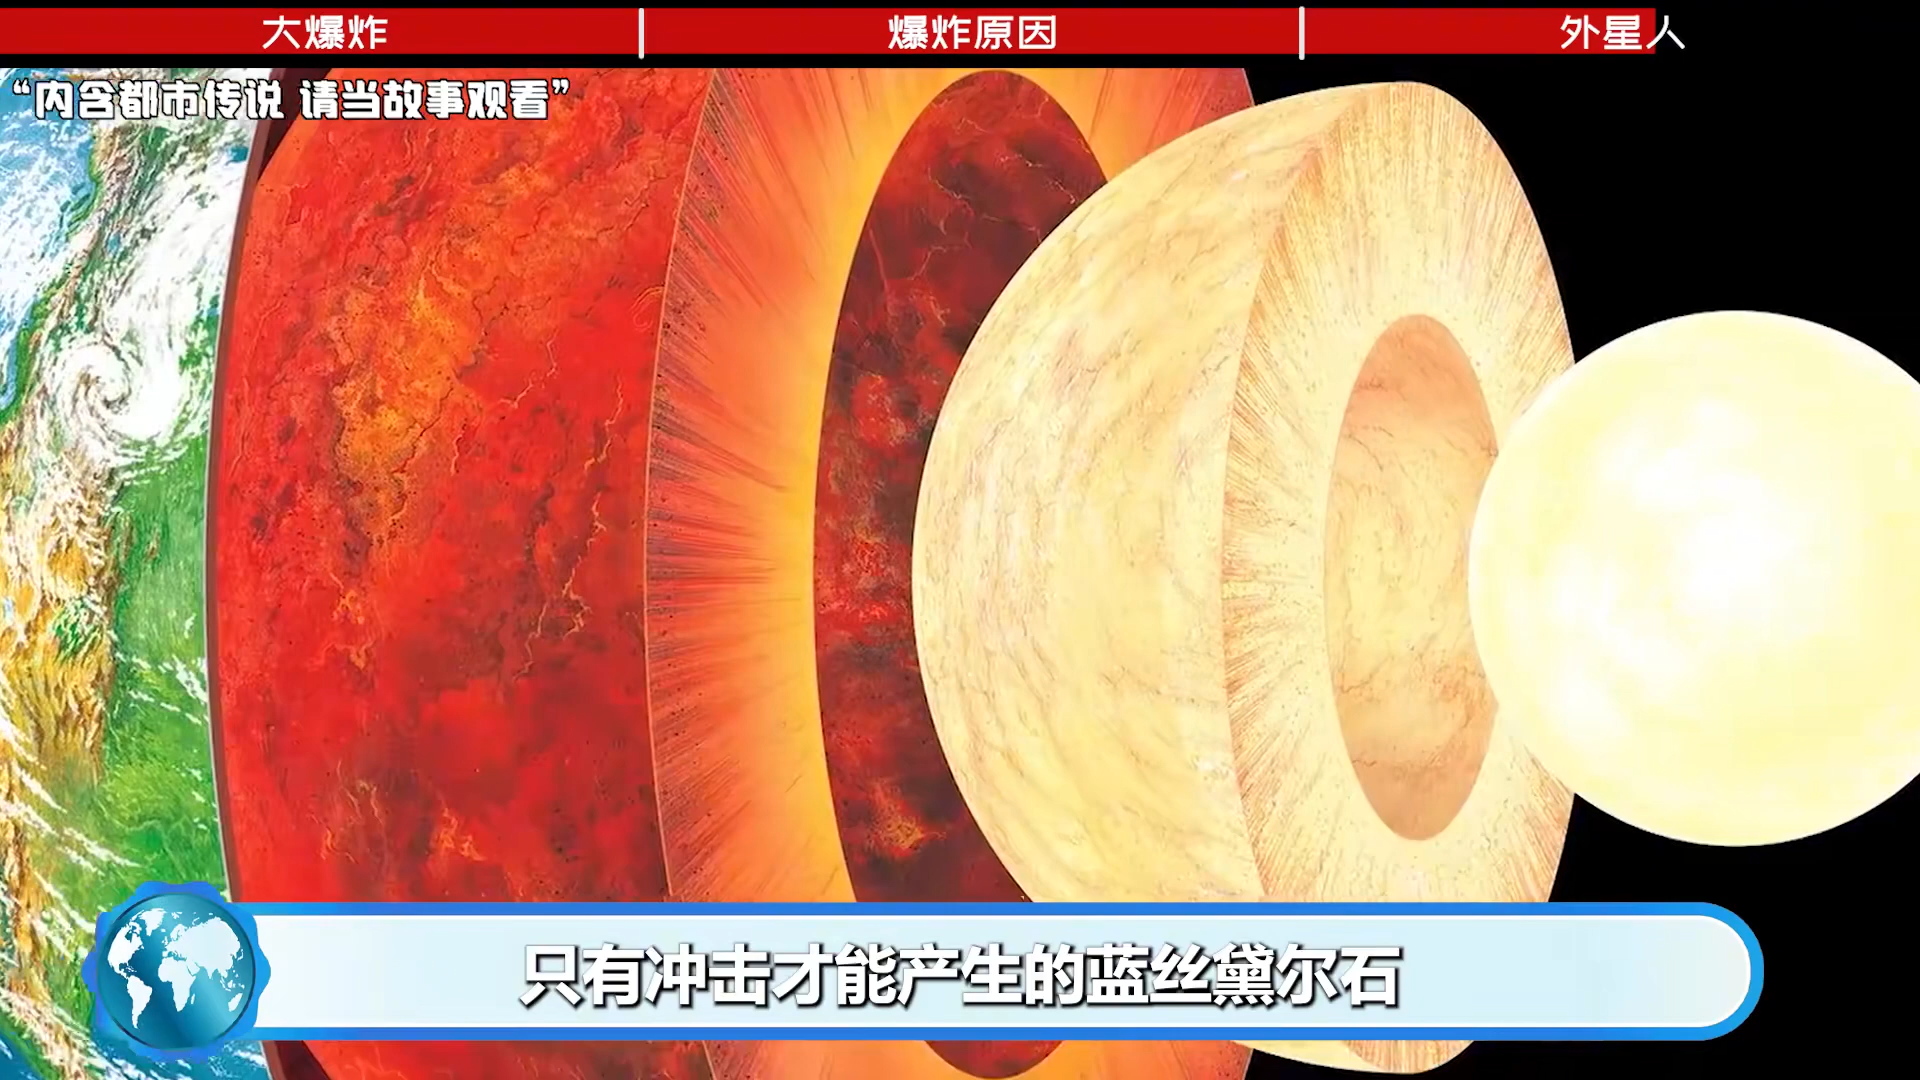 大爆炸
爆炸原因
外星人
“内含都市传说 请当故事观看”
只有冲击才能产生的蓝丝黛尔石